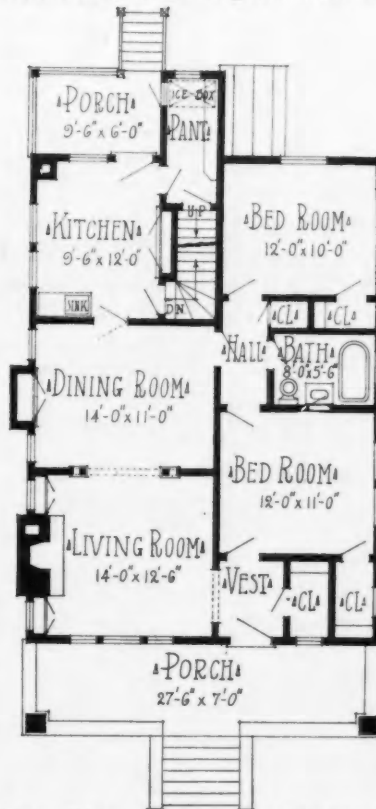 PORCH
9'-6" x 6'-0"
ICE-BOX
PANT.
UP
KITCHEN
9'-6" x 12'-0"
BED ROOM
12'-0" x 10'-0"
SINK
DN
CL
CL
HALL
BATH
8'-0" x 5'-6"
DINING ROOM
14'-0" x 11'-0"
BED ROOM
12'-0" x 11'-0"
LIVING ROOM
14'-0" x 12'-6"
VEST
CL
CL
PORCH
27'-6" x 7'-0"